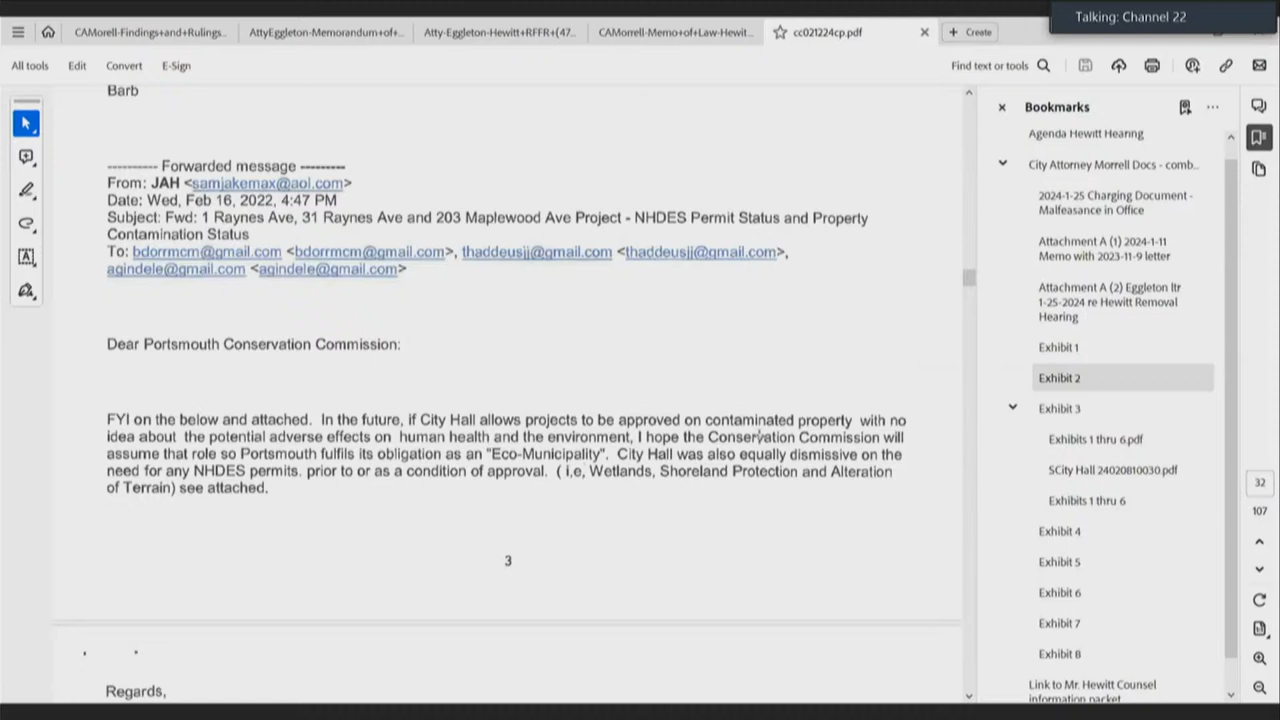 Talking: Channel 22
CAMorell-Findings+and+Rulings..
AttyEggleton-Memorandum+of+..
Atty-Eggleton-Hewitt+RFFR+(47..
CAMorrell-Memo+of+Law-Hewit...
cc021224cp.pdf
Create
All tools
Edit
Convert
E-Sign
Find text or tools
Barb
---------- Forwarded message --------
From: JAH <samjakemax@aol.com>
Date: Wed, Feb 16, 2022, 4:47 PM
Subject: Fwd: 1 Raynes Ave, 31 Raynes Ave and 203 Maplewood Ave Project - NHDES Permit Status and Property
Contamination Status
To: bdorrmcm@gmail.com <bdorrmcm@gmail.com>, thaddeusjj@gmail.com <thaddeusjj@gmail.com>,
agindele@gmail.com <agindele@gmail.com>
Dear Portsmouth Conservation Commission:
FYI on the below and attached. In the future, if City Hall allows projects to be approved on contaminated property with no
idea about the potential adverse effects on human health and the environment, I hope the Conservation Commission will
assume that role so Portsmouth fulfils its obligation as an "Eco-Municipality". City Hall was also equally dismissive on the
need for any NHDES permits. prior to or as a condition of approval. ( i,e, Wetlands, Shoreland Protection and Alteration
of Terrain) see attached.
3
Regards,
Bookmarks
Agenda Hewitt Hearing
City Attorney Morrell Docs - comb..
2024-1-25 Charging Document -
Malfeasance in Office
Attachment A (1) 2024-1-11
Memo with 2023-11-9 letter
Attachment A (2) Eggleton ltr
1-25-2024 re Hewitt Removal
Hearing
Exhibit 1
Exhibit 2
Exhibit 3
Exhibits 1 thru 6.pdf
SCity Hall 24020810030.pdf
Exhibits 1 thru 6
Exhibit 4
Exhibit 5
Exhibit 6
Exhibit 7
Exhibit 8
Link to Mr. Hewitt Counsel
information packet
32
107